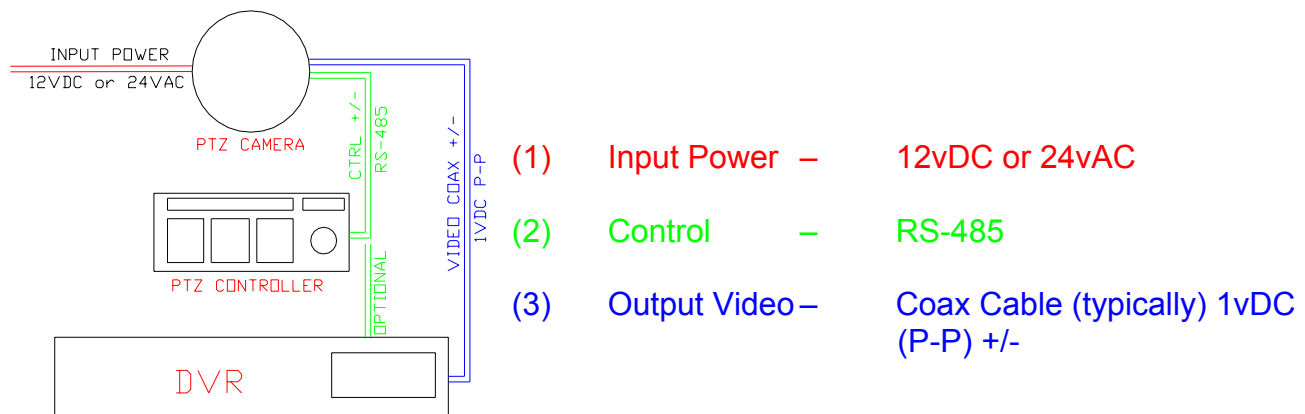 INPUT POWER
12VDC or 24VAC
PTZ CAMERA
CTRL +/-
RS-485
VIDEO COAX +/-
1VDC P-P
PTZ CONTROLLER
OPTIONAL
DVR
(1) Input Power – 12vDC or 24vAC
(2) Control – RS-485
(3) Output Video – Coax Cable (typically) 1vDC
(P-P) +/-